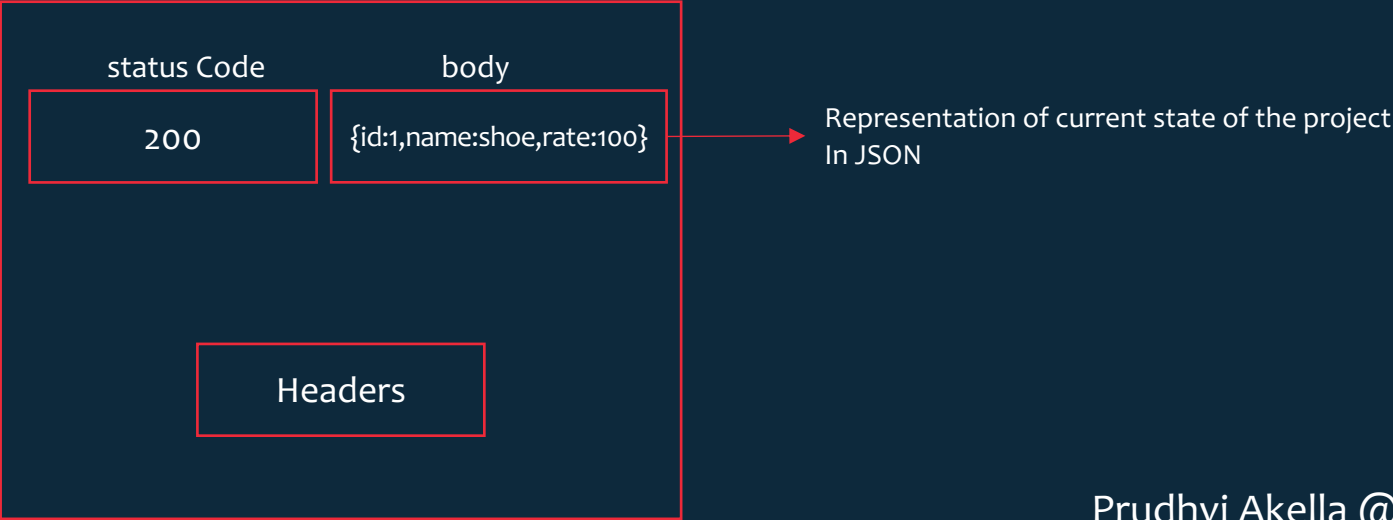 status Code
body
200
{id:1,name:shoe,rate:100}
Representation of current state of the project
In JSON
Headers
Prudhvi Akella @